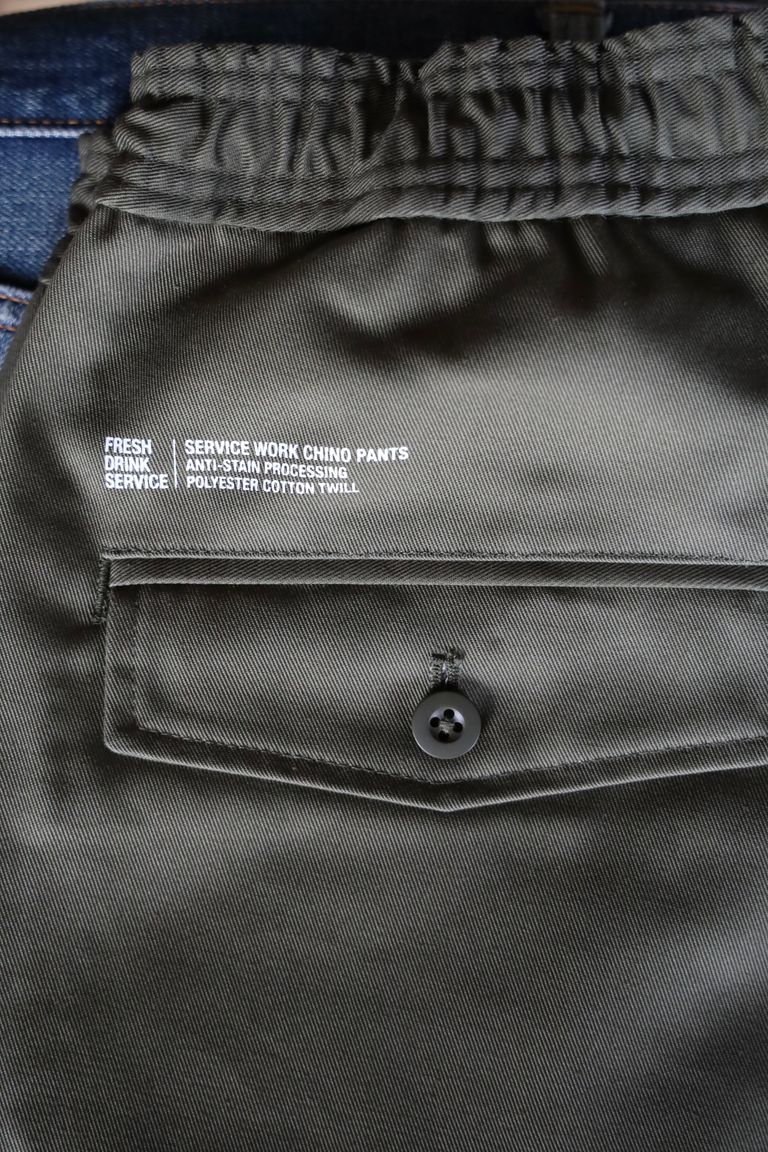 FRESH
DRINK
SERVICE
SERVICE WORK CHINO PANTS
ANTI-STAIN PROCESSING
POLYESTER COTTON TWILL